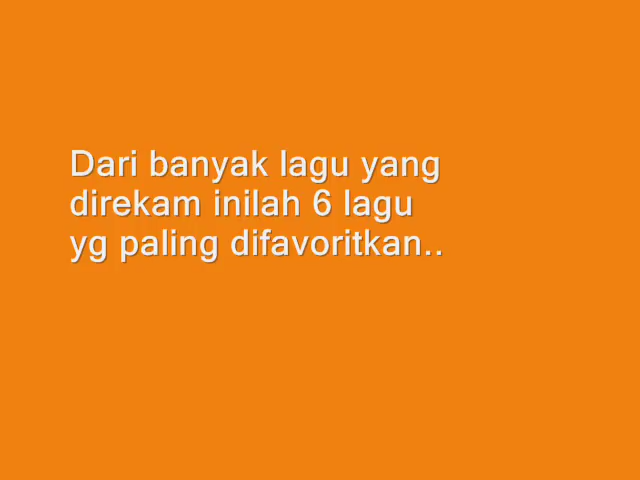 Dari banyak lagu yang
direkam inilah 6 lagu
yg paling difavoritkan..